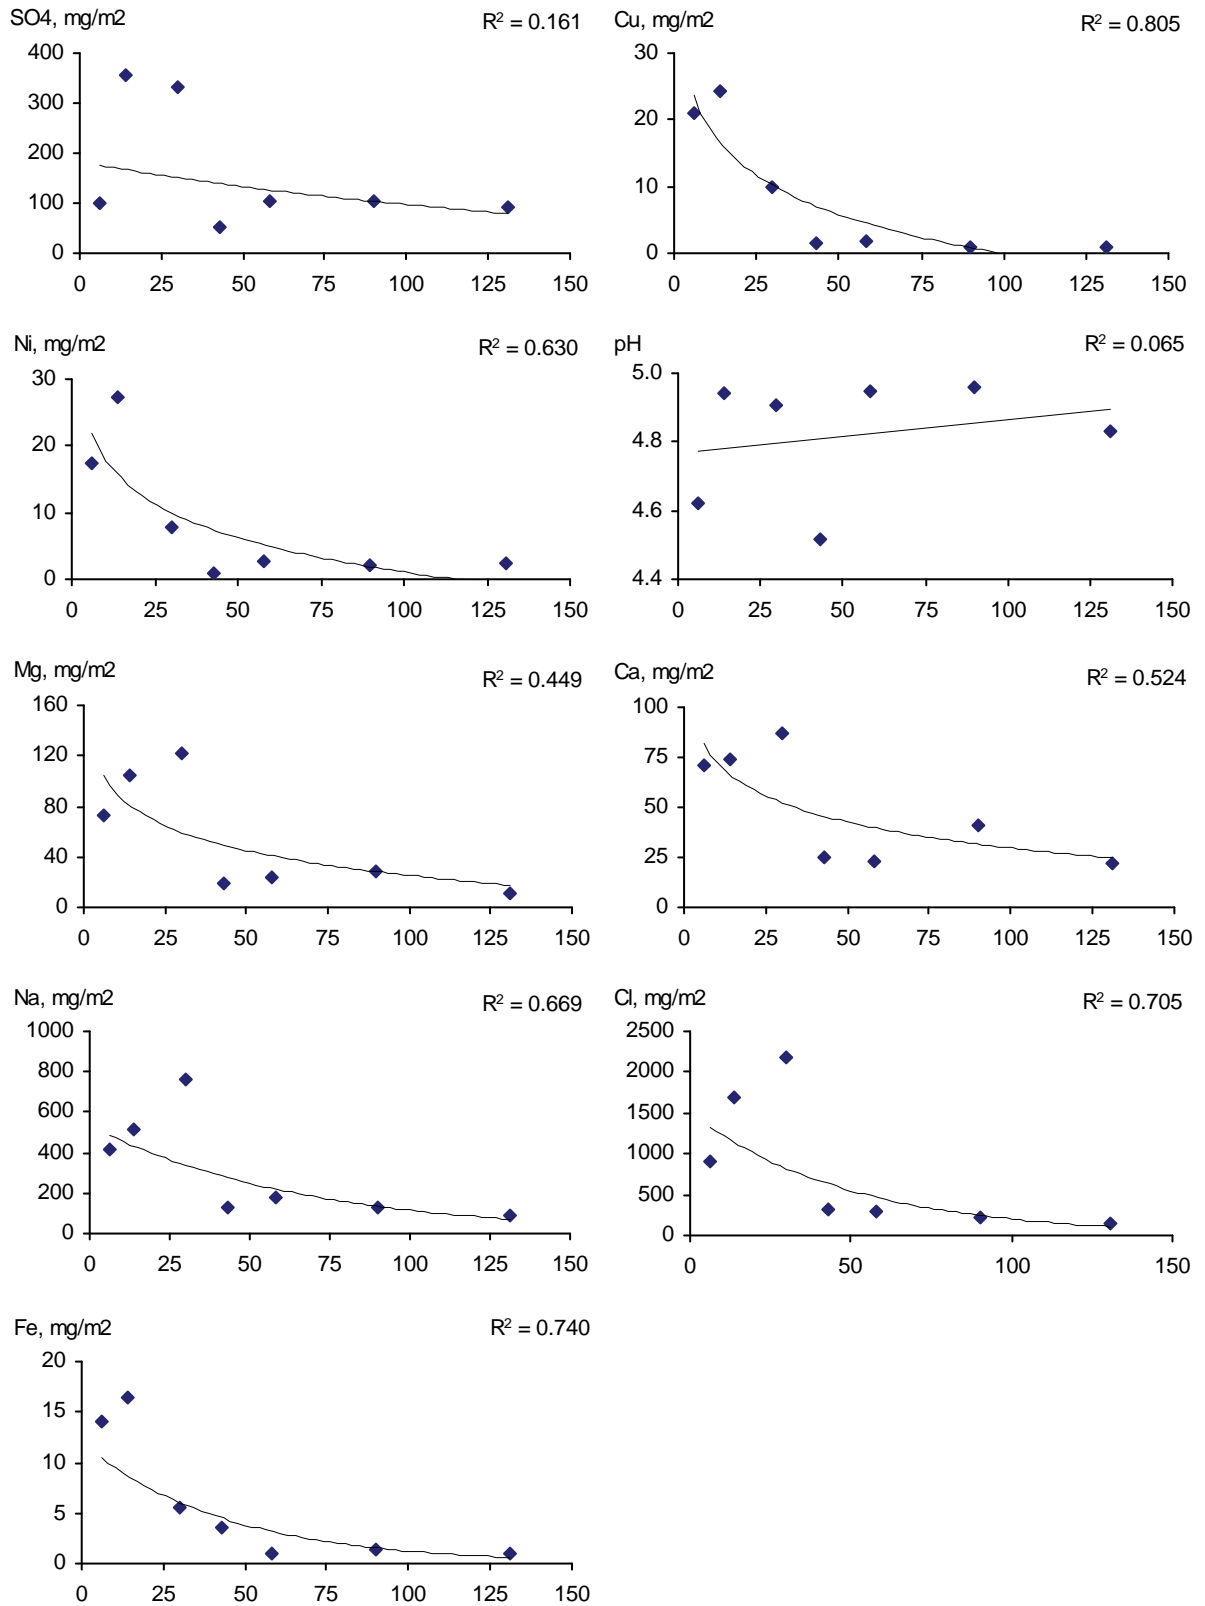 SO4, mg/m2 R² = 0.161
400
300
200
100
0
0 25 50 75 100 125 150
Cu, mg/m2 R² = 0.805
30
20
10
0
0 25 50 75 100 125 150
Ni, mg/m2 R² = 0.630
30
20
10
0
0 25 50 75 100 125 150
pH R² = 0.065
5.0
4.8
4.6
4.4
0 25 50 75 100 125 150
Mg, mg/m2 R² = 0.449
160
120
80
40
0
0 25 50 75 100 125 150
Ca, mg/m2 R² = 0.524
100
75
50
25
0
0 25 50 75 100 125 150
Na, mg/m2 R² = 0.669
1000
800
600
400
200
0
0 25 50 75 100 125 150
Cl, mg/m2 R² = 0.705
2500
2000
1500
1000
500
0
0 50 100 150
Fe, mg/m2 R² = 0.740
20
15
10
5
0
0 25 50 75 100 125 150